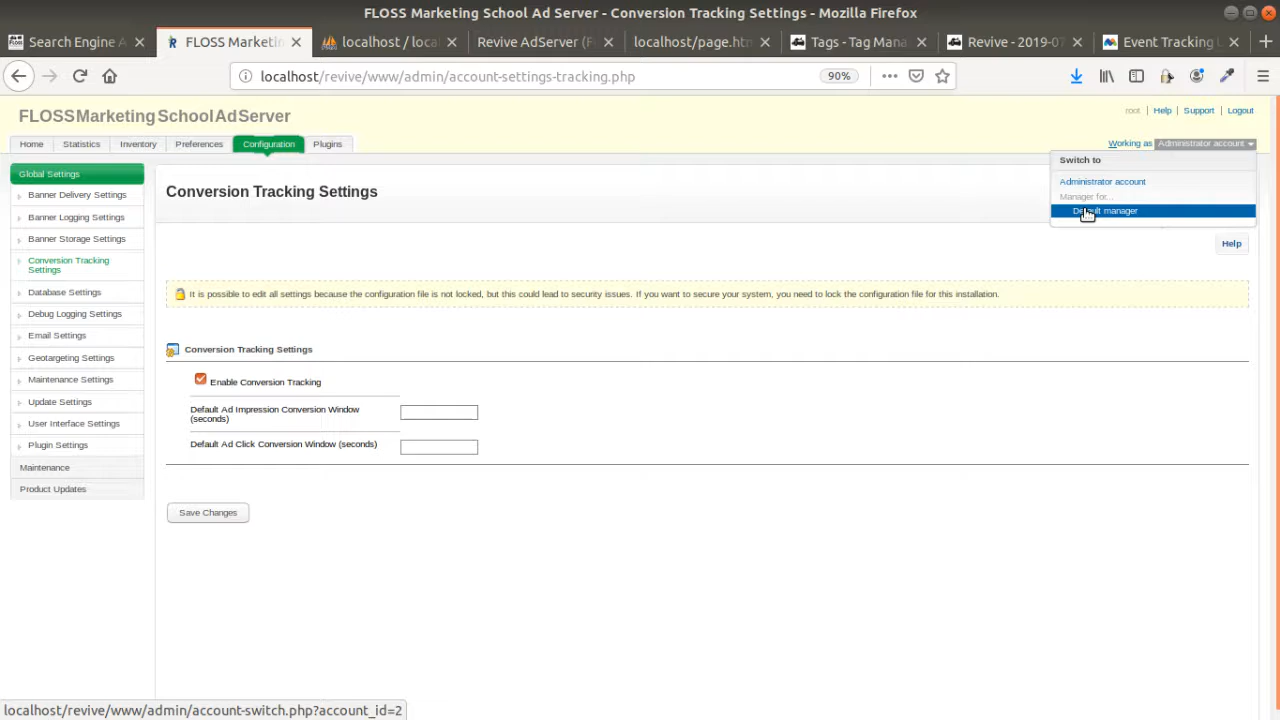 FLOSS Marketing School Ad Server - Conversion Tracking Settings - Mozilla Firefox
Search Engine A
FLOSS Marketin
localhost / loca
Revive AdServer (F
localhost/page.htm
Tags - Tag Mana
Revive - 2019-07
Event Tracking
localhost/revive/www/admin/account-settings-tracking.php
90%
FLOSS Marketing School Ad Server
root | Help | Support | Logout
Home
Statistics
Inventory
Preferences
Configuration
Plugins
Working as Administrator account
Switch to
Administrator account
Manager for...
Default manager
Global Settings
Banner Delivery Settings
Banner Logging Settings
Banner Storage Settings
Conversion Tracking
Settings
Database Settings
Debug Logging Settings
Email Settings
Geotargeting Settings
Maintenance Settings
Update Settings
User Interface Settings
Plugin Settings
Maintenance
Product Updates
Conversion Tracking Settings
Help
It is possible to edit all settings because the configuration file is not locked, but this could lead to security issues. If you want to secure your system, you need to lock the configuration file for this installation.
Conversion Tracking Settings
Enable Conversion Tracking
Default Ad Impression Conversion Window
(seconds)
Default Ad Click Conversion Window (seconds)
Save Changes
localhost/revive/www/admin/account-switch.php?account_id=2